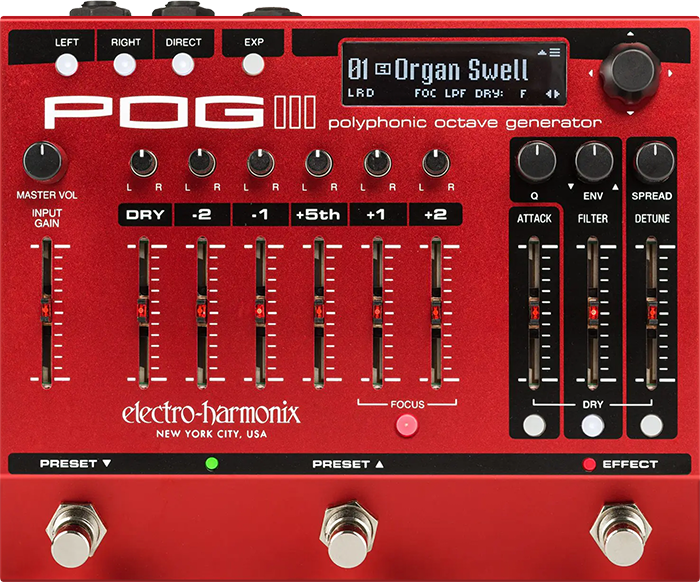 LEFT RIGHT DIRECT EXP
01 Organ Swell
LRD FOC LPF DRY: F
POG III
polyphonic octave generator
MASTER VOL
L R L R L R L R L R L R
Q ENV SPREAD
INPUT
GAIN
DRY -2 -1 +5th +1 +2
ATTACK FILTER DETUNE
FOCUS
DRY
electro-harmonix
NEW YORK CITY, USA
PRESET ▼ PRESET ▲ EFFECT